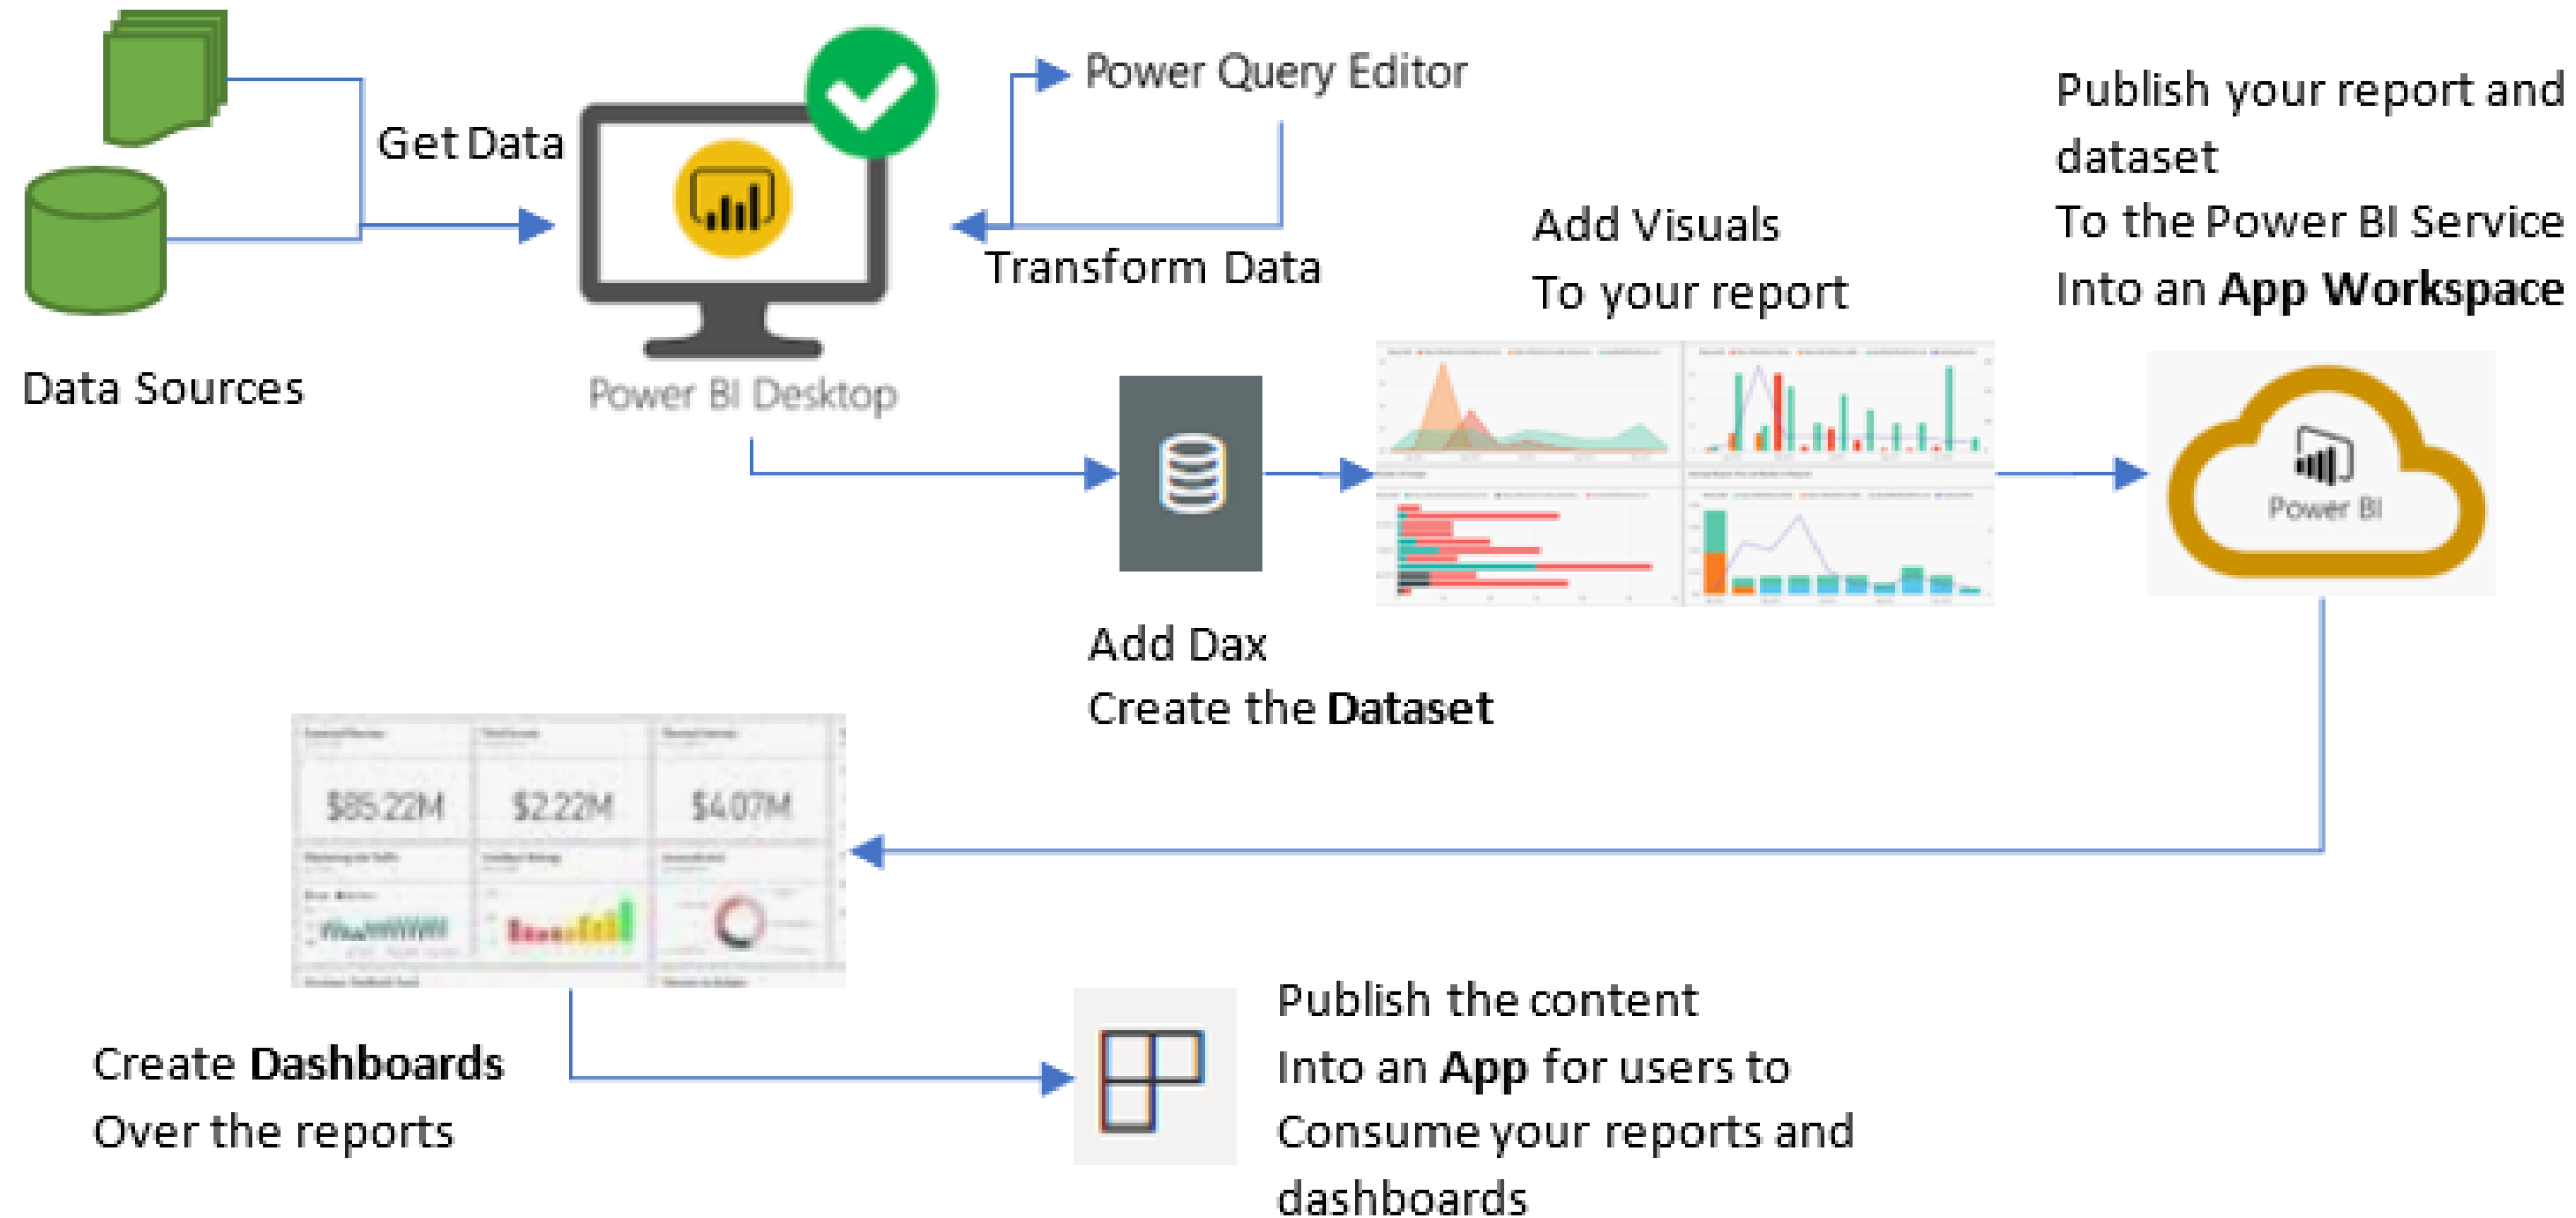 Get Data
Data Sources
Power BI Desktop
Power Query Editor
Transform Data
Add Visuals
To your report
Publish your report and
dataset
To the Power BI Service
Into an App Workspace
Power BI
Add Dax
Create the Dataset
$85.22M
$2.22M
$4.07M
Create Dashboards
Over the reports
Publish the content
Into an App for users to
Consume your reports and
dashboards